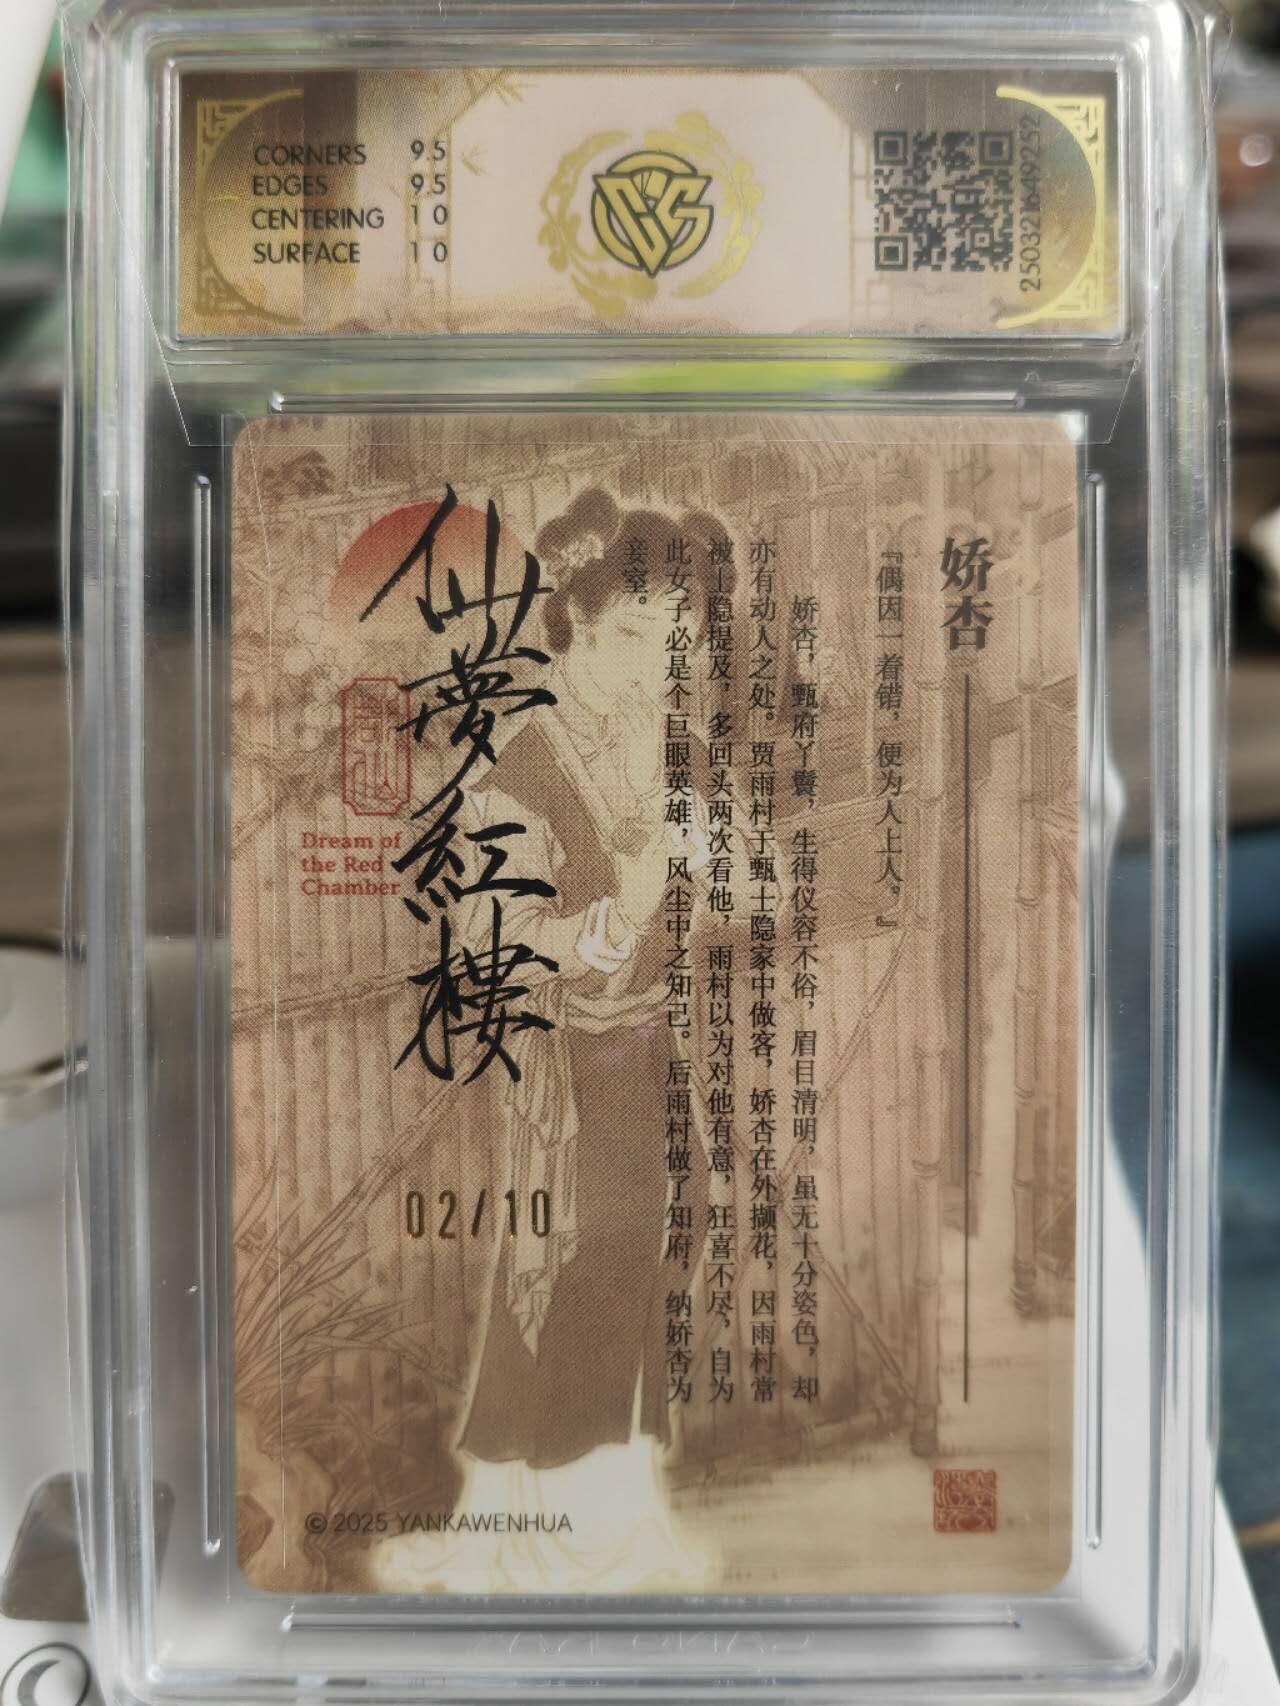 CORNERS 9.5
EDGES 9.5
CENTERING 10
SURFACE 10
250321649252
娇杏
『偶因一着错，便为人上人。』
娇杏，甄府丫鬟，生得仪容不俗，眉目清明，虽无十分姿色，却
亦有动人之处。贾雨村于甄士隐家中做客，娇杏在外撷花，因雨村常
被士隐提及，多回头两次看他，雨村以为对他有意，狂喜不尽，自为
此女子必是个巨眼英雄，风尘中之知己。后雨村做了知府，纳娇杏为
妾室。
仙夢紅樓
Dream of
the Red
Chamber
02/10
© 2025 YANKAWENHUA